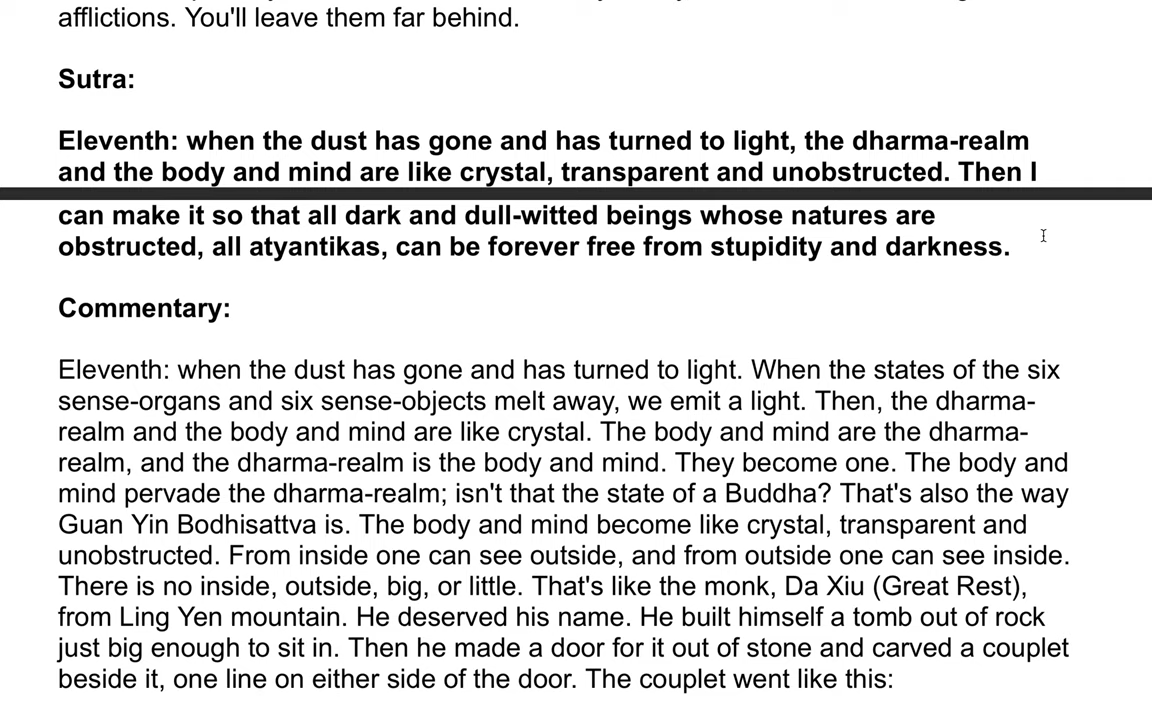 afflictions. You'll leave them far behind.
Sutra:
Eleventh: when the dust has gone and has turned to light, the dharma-realm
and the body and mind are like crystal, transparent and unobstructed. Then I
can make it so that all dark and dull-witted beings whose natures are
obstructed, all atyantikas, can be forever free from stupidity and darkness.
Commentary:
Eleventh: when the dust has gone and has turned to light. When the states of the six
sense-organs and six sense-objects melt away, we emit a light. Then, the dharma-
realm and the body and mind are like crystal. The body and mind are the dharma-
realm, and the dharma-realm is the body and mind. They become one. The body and
mind pervade the dharma-realm; isn't that the state of a Buddha? That's also the way
Guan Yin Bodhisattva is. The body and mind become like crystal, transparent and
unobstructed. From inside one can see outside, and from outside one can see inside.
There is no inside, outside, big, or little. That's like the monk, Da Xiu (Great Rest),
from Ling Yen mountain. He deserved his name. He built himself a tomb out of rock
just big enough to sit in. Then he made a door for it out of stone and carved a couplet
beside it, one line on either side of the door. The couplet went like this: